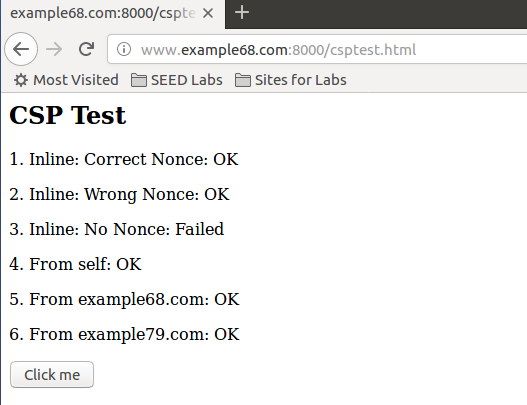 example68.com:8000/cspte
www.example68.com:8000/csptest.html
Most Visited SEED Labs Sites for Labs
CSP Test
1. Inline: Correct Nonce: OK
2. Inline: Wrong Nonce: OK
3. Inline: No Nonce: Failed
4. From self: OK
5. From example68.com: OK
6. From example79.com: OK
Click me